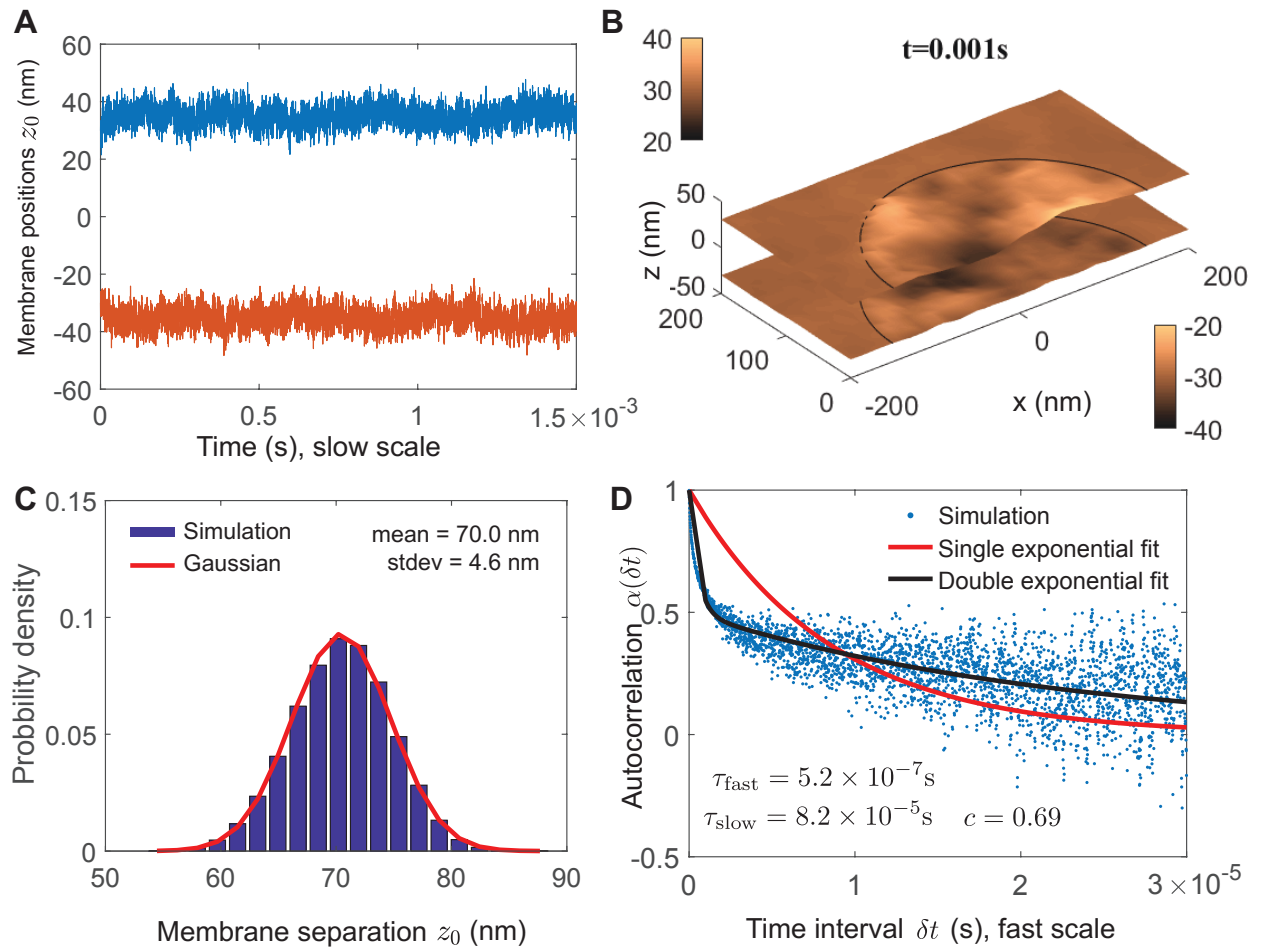 A
Membrane positions z₀ (nm)
60
40
20
0
-20
-40
-60
0
0.5
1
1.5×10⁻³
Time (s), slow scale
B
40
30
20
t=0.001s
z (nm)
50
0
-50
200
100
0
-200
0
200
x (nm)
-20
-30
-40
C
Probbility density
0.15
0.1
0.05
0
Simulation
Gaussian
mean = 70.0 nm
stdev = 4.6 nm
50
60
70
80
90
Membrane separation z₀ (nm)
D
Autocorrelation α(δt)
1
0.5
0
-0.5
Simulation
Single exponential fit
Double exponential fit
τfast = 5.2 × 10⁻⁷s
τslow = 8.2 × 10⁻⁵s c = 0.69
0
1
2
3×10⁻⁵
Time interval δt (s), fast scale